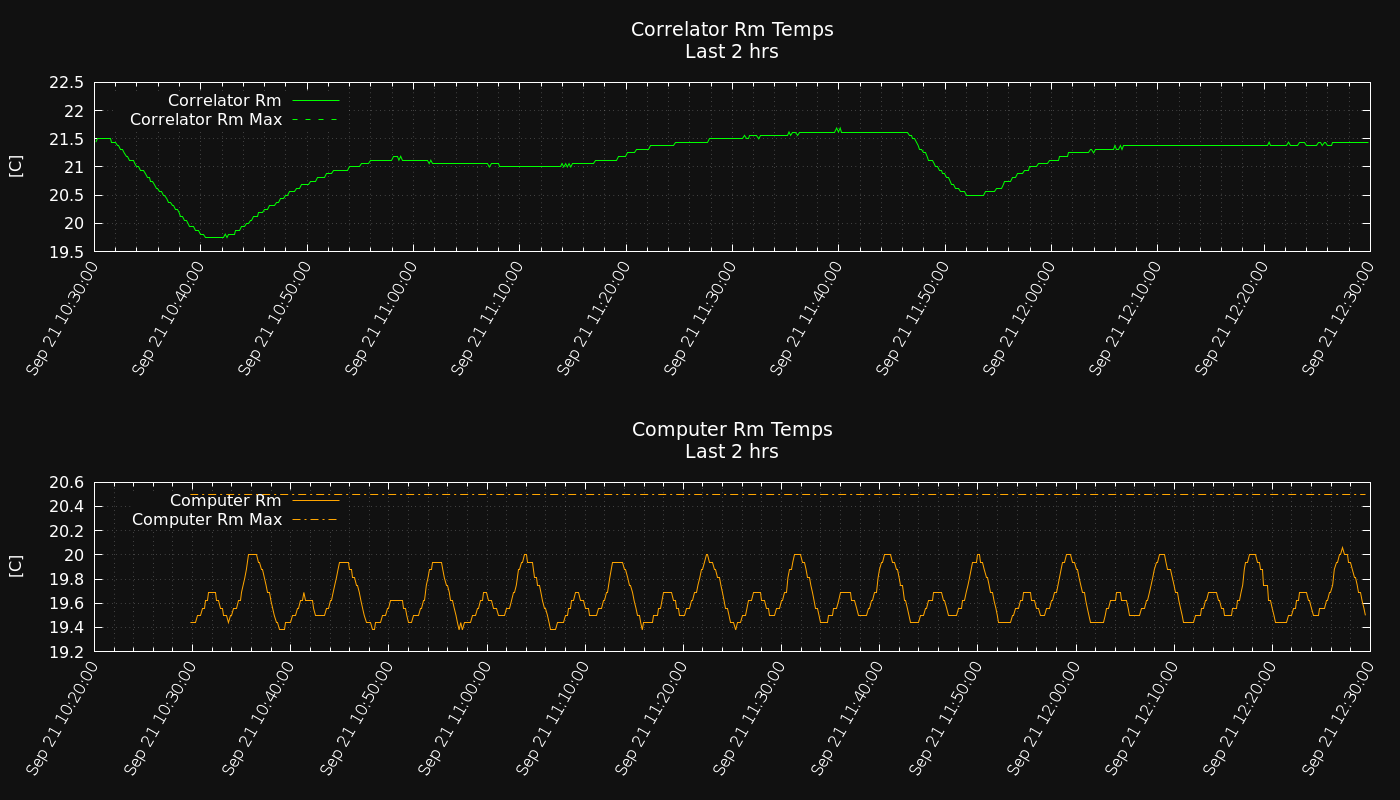 Correlator Rm Temps
Last 2 hrs
22.5
22
21.5
21
20.5
20
19.5
[C]
Correlator Rm
Correlator Rm Max
Sep 21 10:30:00
Sep 21 10:40:00
Sep 21 10:50:00
Sep 21 11:00:00
Sep 21 11:10:00
Sep 21 11:20:00
Sep 21 11:30:00
Sep 21 11:40:00
Sep 21 11:50:00
Sep 21 12:00:00
Sep 21 12:10:00
Sep 21 12:20:00
Sep 21 12:30:00
Computer Rm Temps
Last 2 hrs
20.6
20.4
20.2
20
19.8
19.6
19.4
19.2
[C]
Computer Rm
Computer Rm Max
Sep 21 10:20:00
Sep 21 10:30:00
Sep 21 10:40:00
Sep 21 10:50:00
Sep 21 11:00:00
Sep 21 11:10:00
Sep 21 11:20:00
Sep 21 11:30:00
Sep 21 11:40:00
Sep 21 11:50:00
Sep 21 12:00:00
Sep 21 12:10:00
Sep 21 12:20:00
Sep 21 12:30:00